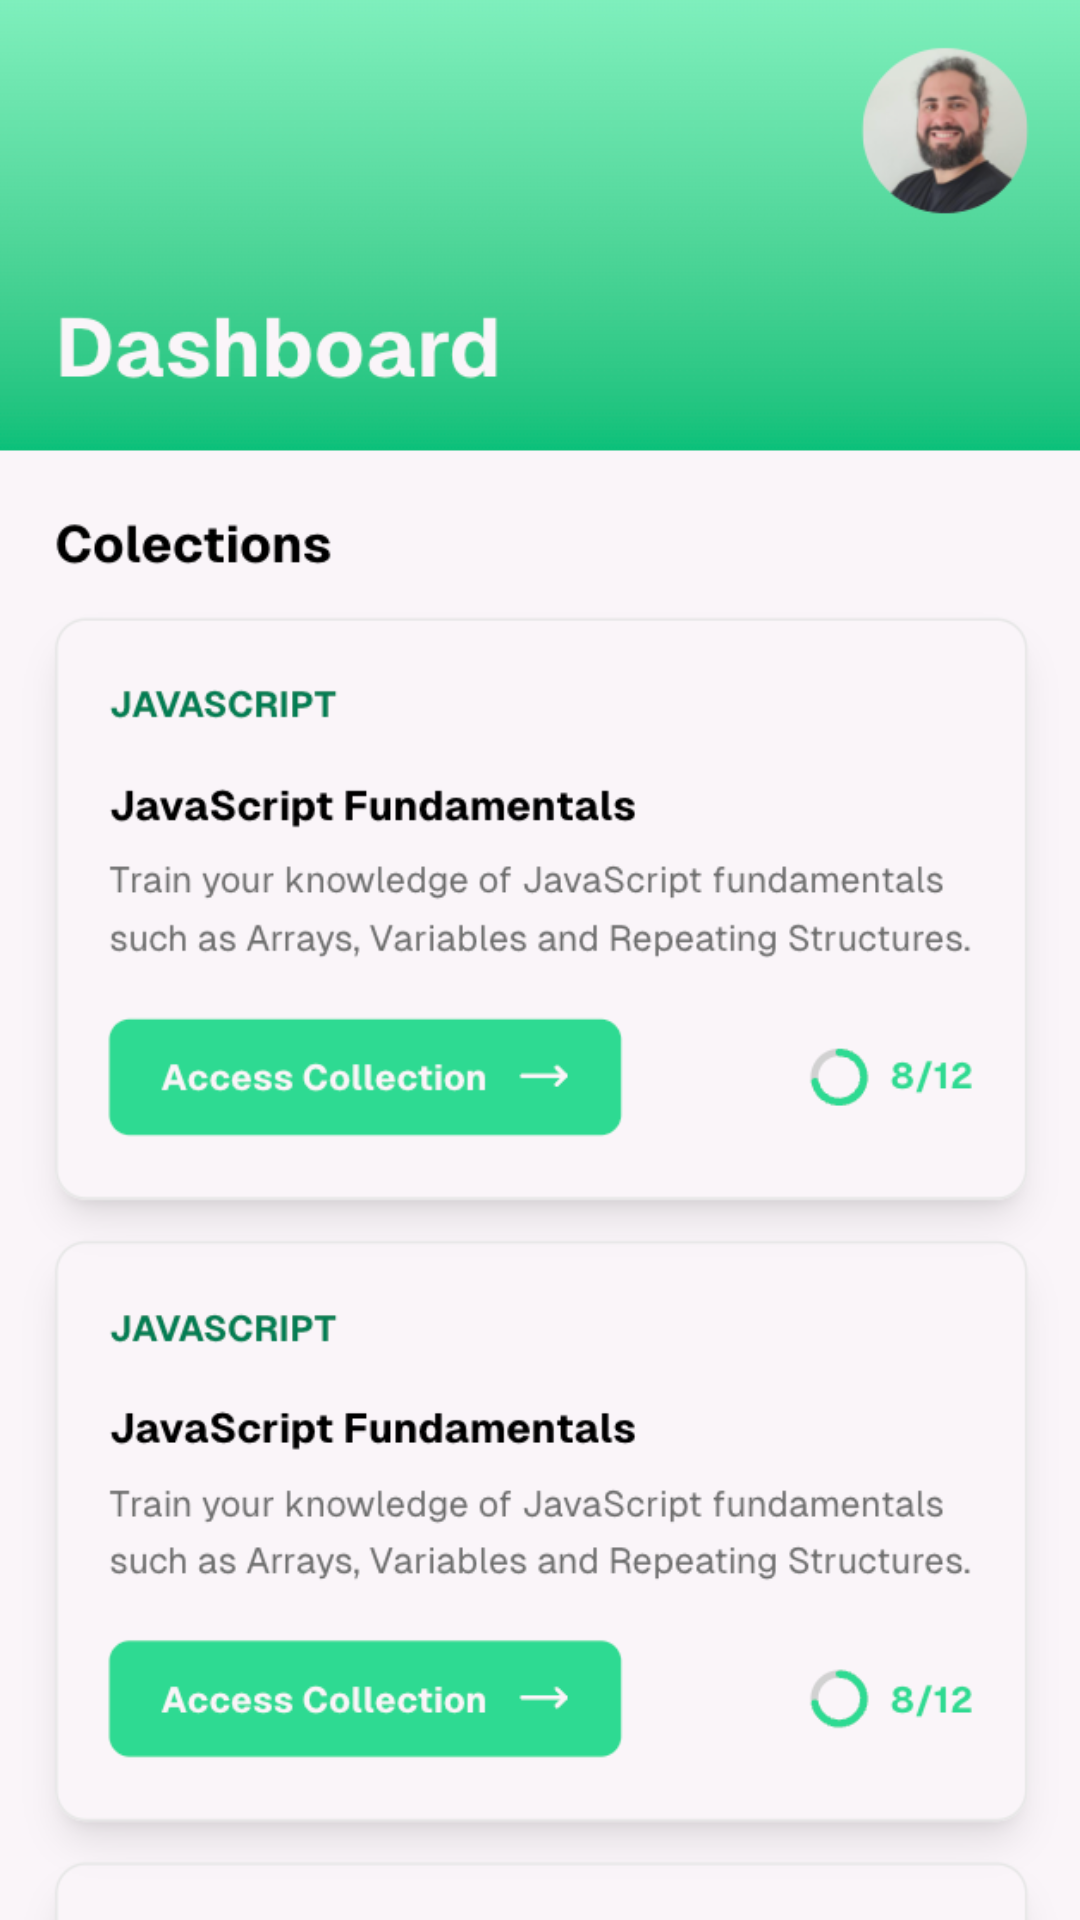 Dashboard
Colections
JAVASCRIPT
JavaScript Fundamentals
Train your knowledge of JavaScript fundamentals
such as Arrays, Variables and Repeating Structures.
Access Collection →
8/12
JAVASCRIPT
JavaScript Fundamentals
Train your knowledge of JavaScript fundamentals
such as Arrays, Variables and Repeating Structures.
Access Collection →
8/12